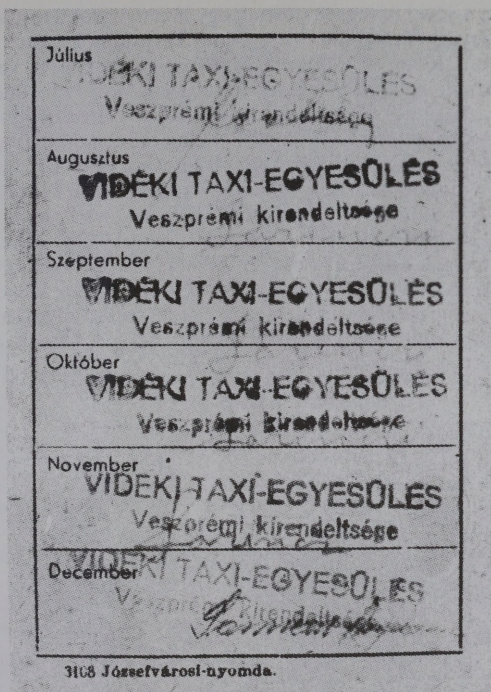 Július
VIDÉKI TAXI-EGYESÜLÉS
Veszprémi kirendeltsége
Augusztus
VIDÉKI TAXI-EGYESÜLÉS
Veszprémi kirendeltsége
Szeptember
VIDÉKI TAXI-EGYESÜLÉS
Veszprémi kirendeltsége
Október
VIDÉKI TAXI-EGYESÜLÉS
Veszprémi kirendeltsége
November
VIDÉKI TAXI-EGYESÜLÉS
Veszprémi kirendeltsége
December
VIDÉKI TAXI-EGYESÜLÉS
Veszprémi kirendeltsége
3168 Józsefvárosi-nyomda.